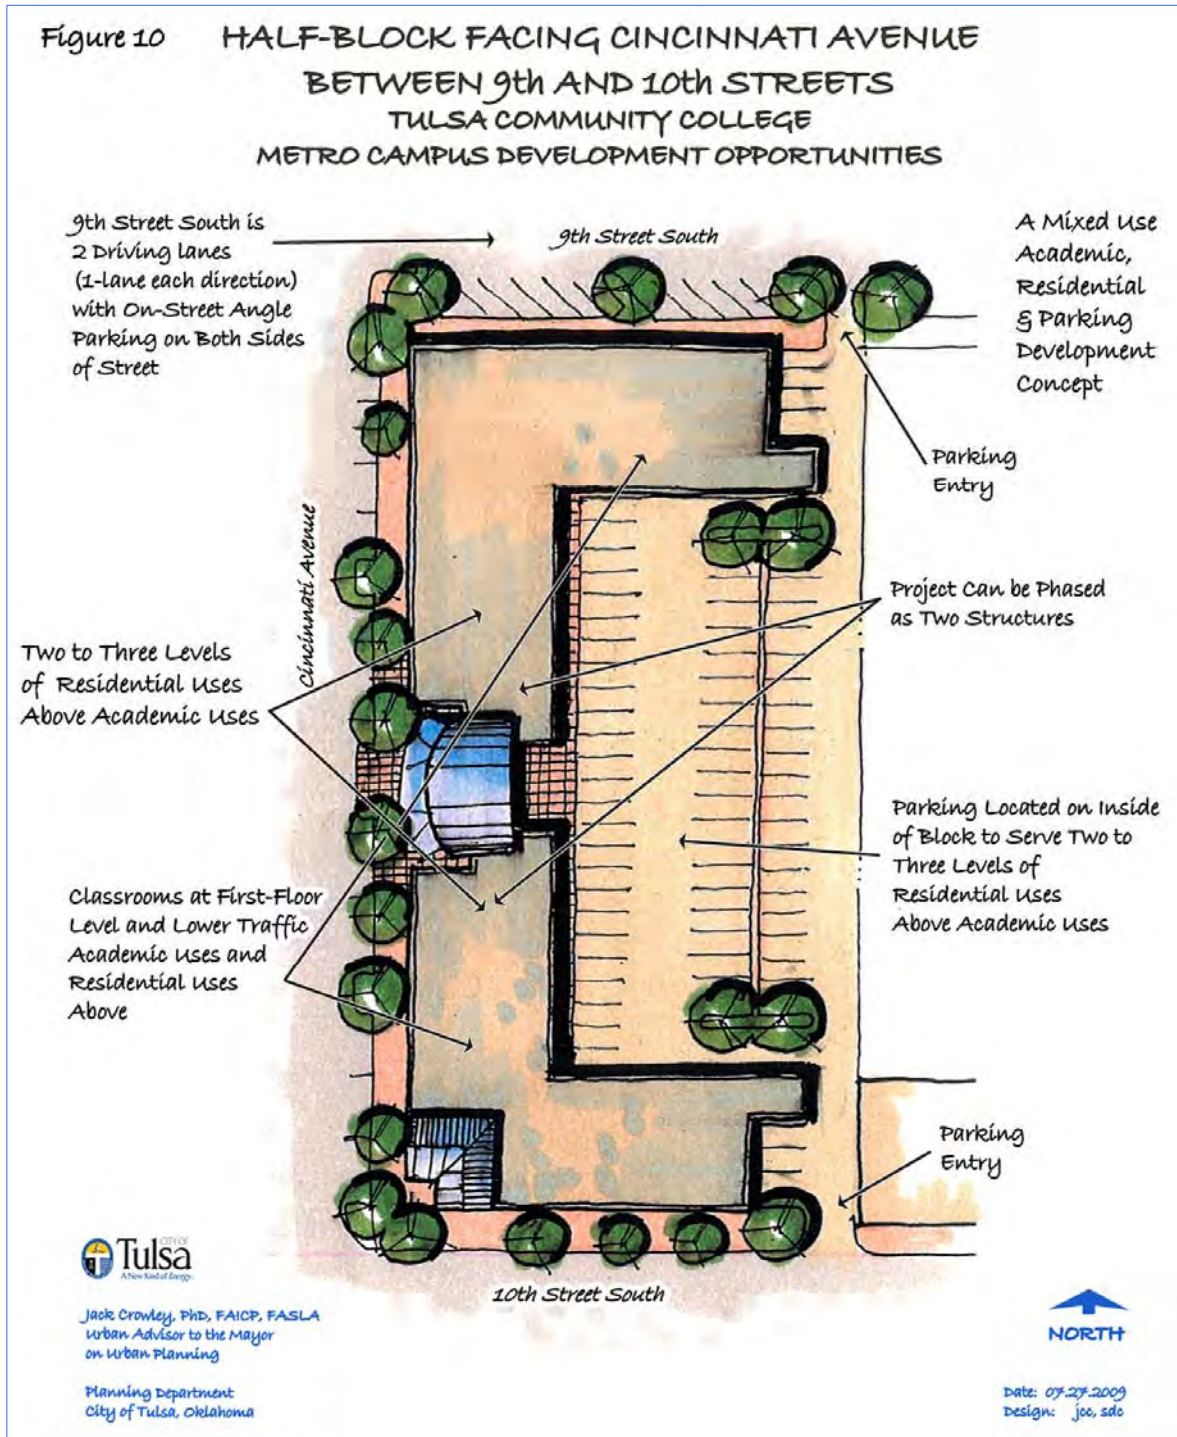 Figure 10
HALF-BLOCK FACING CINCINNATI AVENUE
BETWEEN 9th AND 10th STREETS
TULSA COMMUNITY COLLEGE
METRO CAMPUS DEVELOPMENT OPPORTUNITIES
9th Street South is
2 Driving lanes
(1-lane each direction)
with On-Street Angle
Parking on Both Sides
of Street
9th Street South
A Mixed Use
Academic,
Residential
& Parking
Development
Concept
Parking
Entry
Cincinnati Avenue
Project Can be Phased
as Two Structures
Two to Three Levels
of Residential Uses
Above Academic Uses
Parking Located on Inside
of Block to Serve Two to
Three Levels of
Residential Uses
Above Academic Uses
Classrooms at First-Floor
Level and Lower Traffic
Academic Uses and
Residential Uses
Above
Parking
Entry
10th Street South
CITY OF
Tulsa
A New Kind of Energy.
Jack Crowley, PhD, FAICP, FASLA
Urban Advisor to the Mayor
on Urban Planning
Planning Department
City of Tulsa, Oklahoma
NORTH
Date: 07.27.2009
Design: jcc, sdc